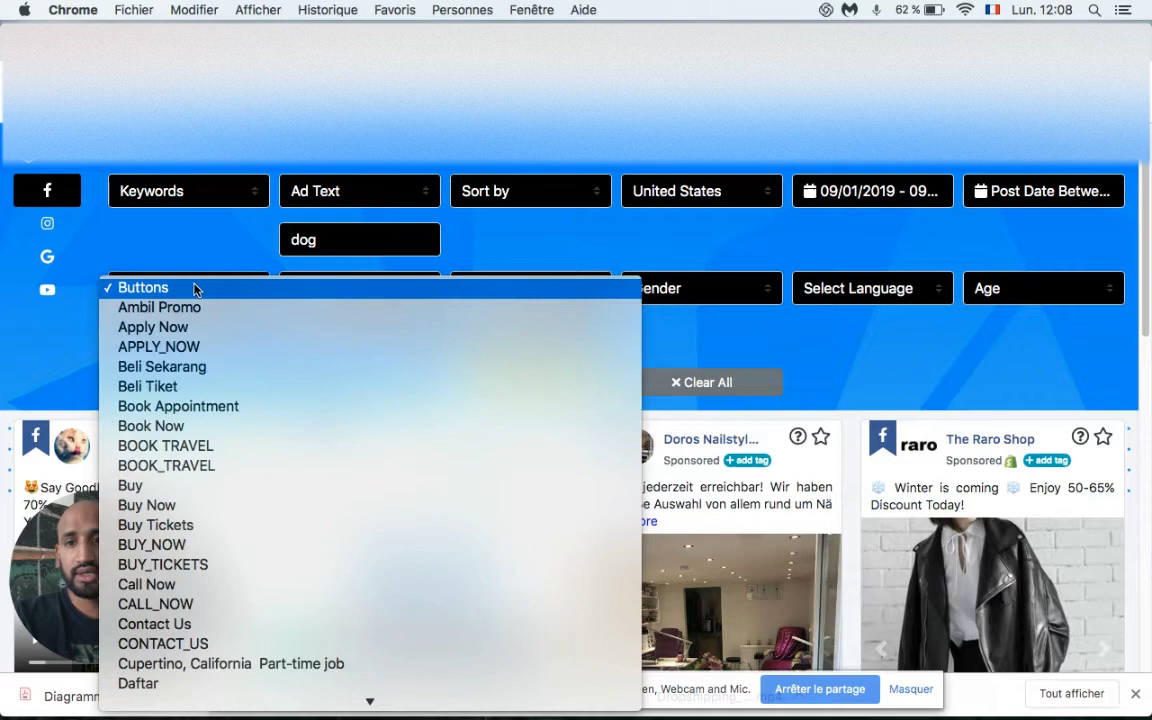 Chrome Fichier Modifier Afficher Historique Favoris Personnes Fenêtre Aide 62 % Lun. 12:08
Keywords Ad Text Sort by United States 09/01/2019 - 09... Post Date Betwe...
dog
ender Select Language Age
✓ Buttons
Ambil Promo
Apply Now
APPLY_NOW
Beli Sekarang
Beli Tiket
Book Appointment
Book Now
BOOK TRAVEL
BOOK_TRAVEL
Buy
Buy Now
Buy Tickets
BUY_NOW
BUY_TICKETS
Call Now
CALL_NOW
Contact Us
CONTACT_US
Cupertino, California Part-time job
Daftar
× Clear All
Say Good
70%
Doros Nailstyl...
Sponsored + add tag
jederzeit erreichbar! Wir haben
e Auswahl von allem rund um Nä
ore
raro The Raro Shop
Sponsored + add tag
❄ Winter is coming ❄ Enjoy 50-65%
Discount Today!
Diagramm
en, Webcam and Mic. Arrêter le partage Masquer
Tout afficher